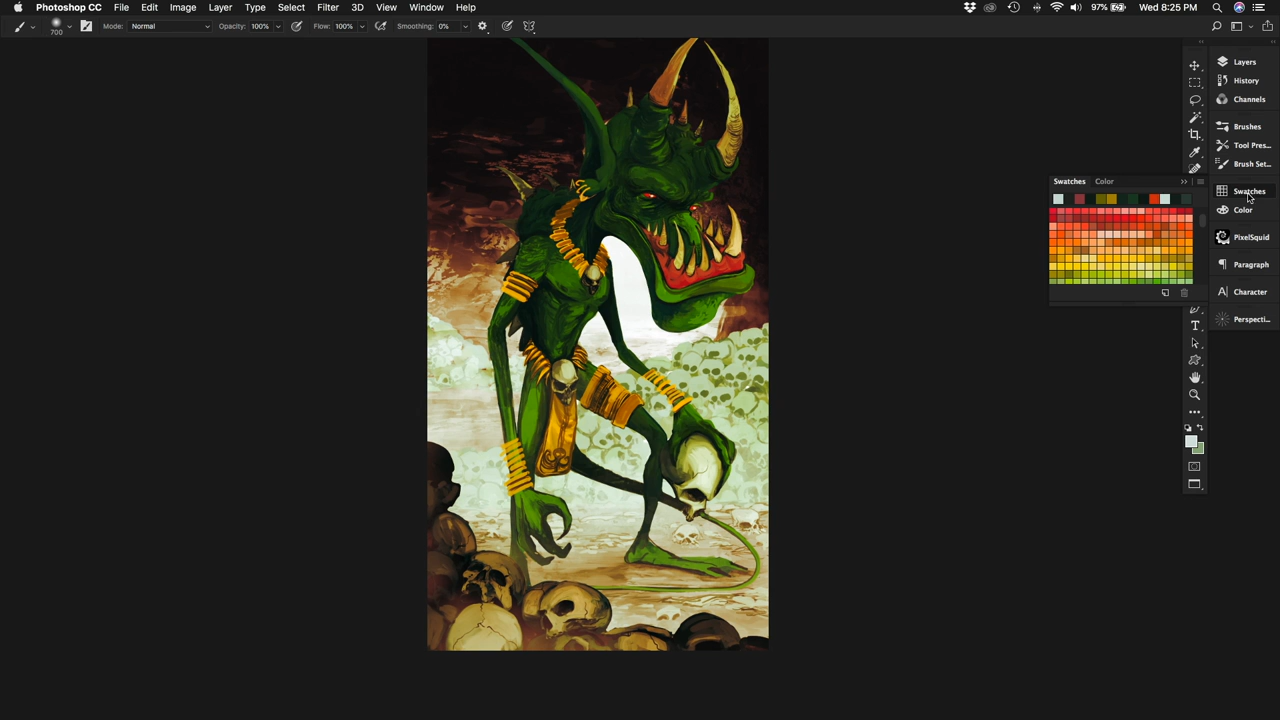 Photoshop CC File Edit Image Layer Type Select Filter 3D View Window Help 97% Wed 8:25 PM
700 Mode: Normal Opacity: 100% Flow: 100% Smoothing: 0%
Layers
History
Channels
Brushes
Tool Pres...
Brush Set...
Swatches Color
Swatches
Color
PixelSquid
Paragraph
Character
Perspecti...